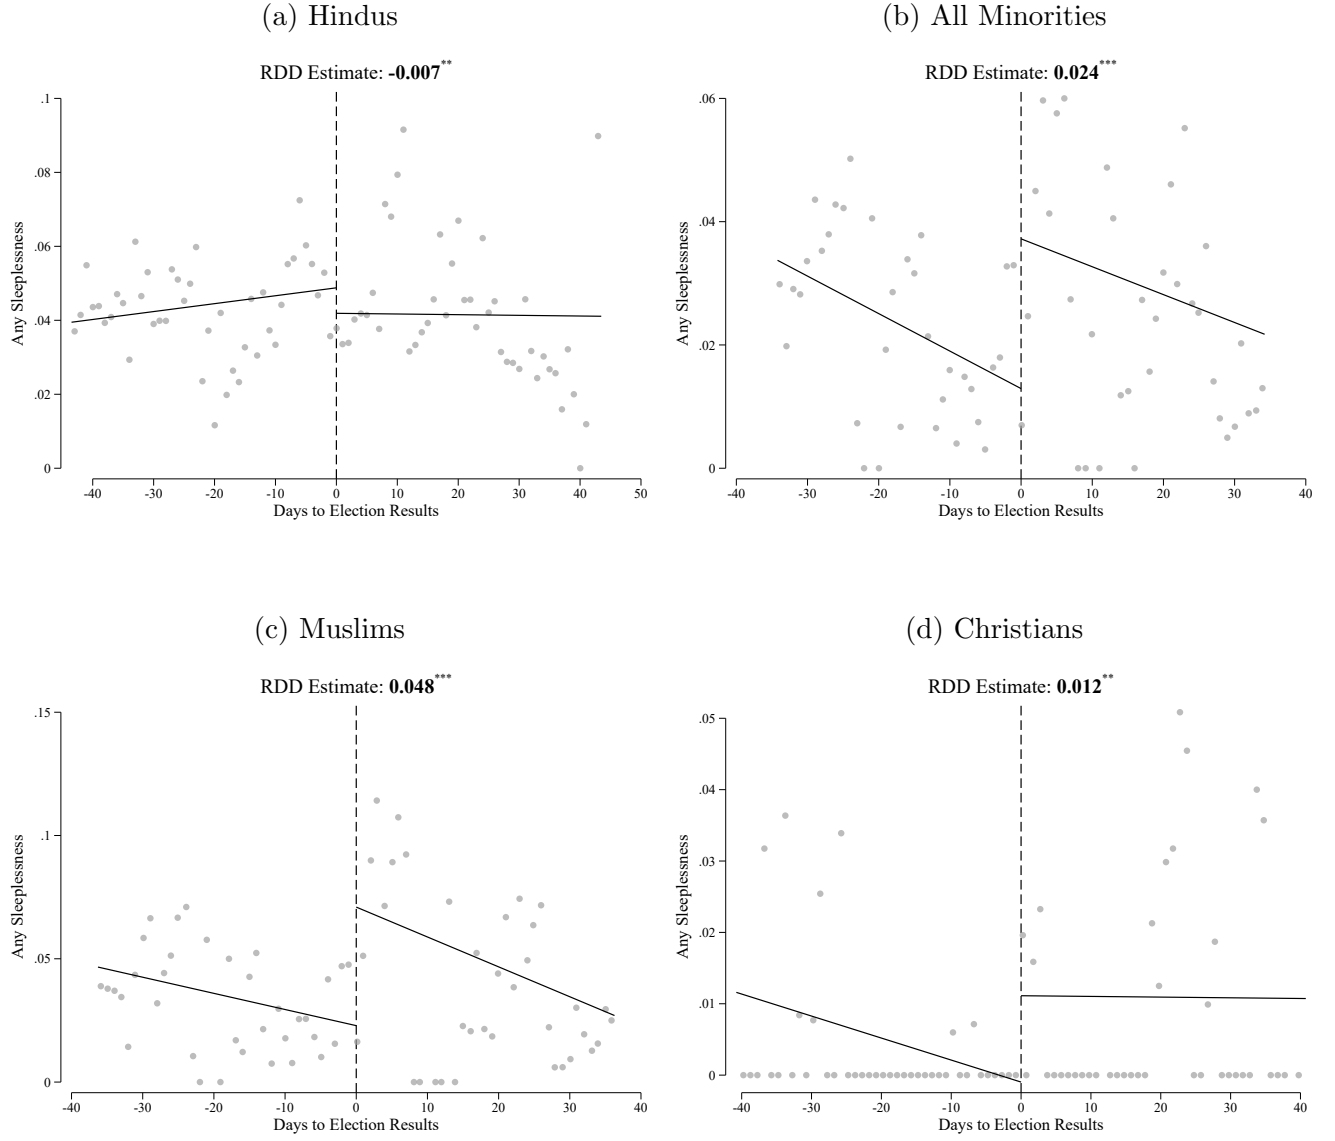 (a) Hindus
RDD Estimate: -0.007**
.1
.08
.06
.04
.02
0
Any Sleeplessness
-40 -30 -20 -10 0 10 20 30 40 50
Days to Election Results
(b) All Minorities
RDD Estimate: 0.024***
.06
.04
.02
0
Any Sleeplessness
-40 -30 -20 -10 0 10 20 30 40
Days to Election Results
(c) Muslims
RDD Estimate: 0.048***
.15
.1
.05
0
Any Sleeplessness
-40 -30 -20 -10 0 10 20 30 40
Days to Election Results
(d) Christians
RDD Estimate: 0.012**
.05
.04
.03
.02
.01
0
Any Sleeplessness
-40 -30 -20 -10 0 10 20 30 40
Days to Election Results